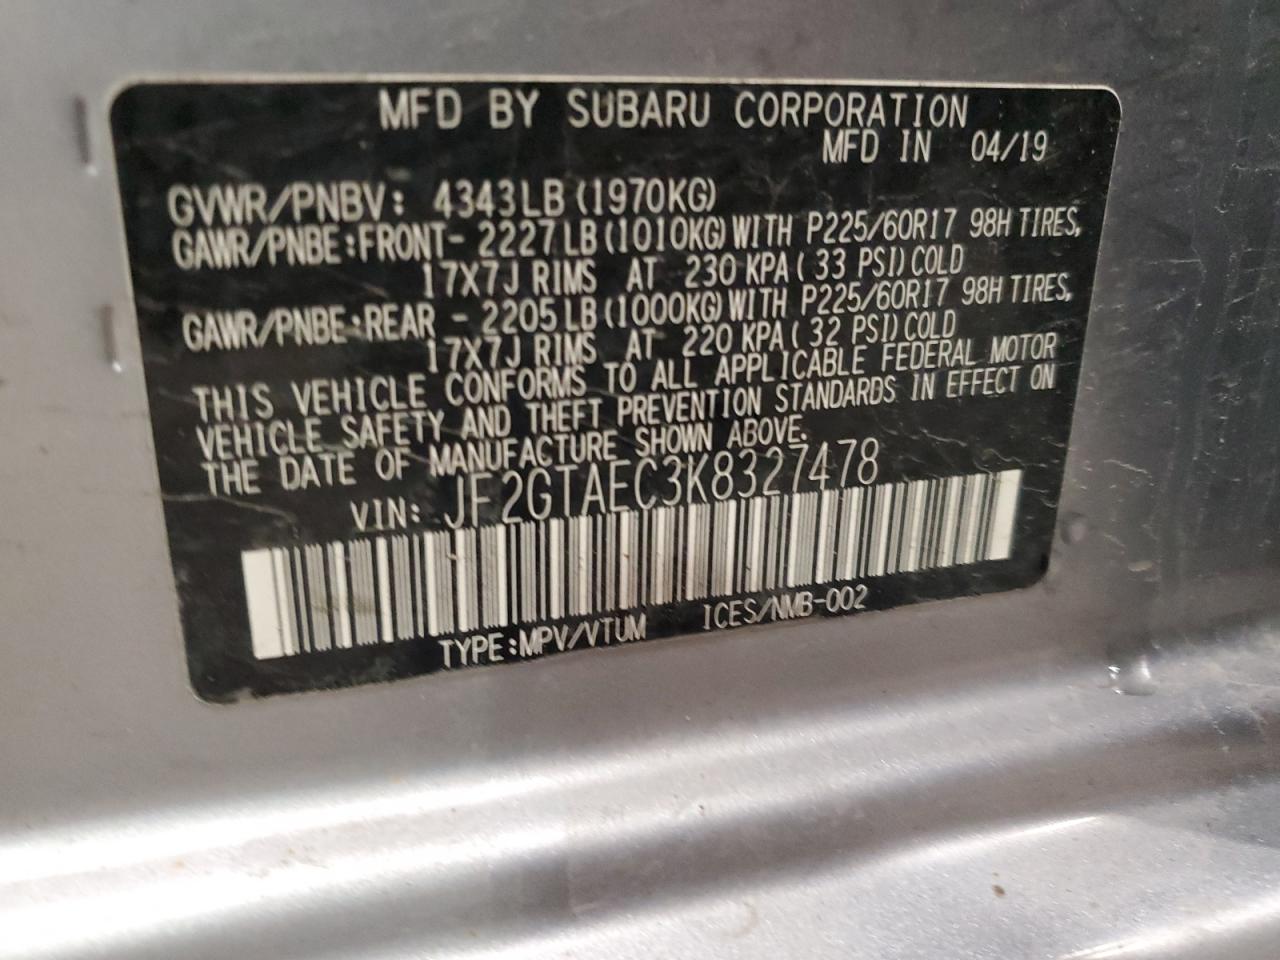 MFD BY SUBARU CORPORATION
MFD IN 04/19
GVWR/PNBV: 4343LB (1970KG)
GAWR/PNBE:FRONT- 2227LB (1010KG) WITH P225/60R17 98H TIRES,
17X7J RIMS AT 230 KPA ( 33 PSI) COLD
GAWR/PNBE:REAR - 2205LB (1000KG) WITH P225/60R17 98H TIRES,
17X7J RIMS AT 220 KPA ( 32 PSI) COLD
THIS VEHICLE CONFORMS TO ALL APPLICABLE FEDERAL MOTOR
VEHICLE SAFETY AND THEFT PREVENTION STANDARDS IN EFFECT ON
THE DATE OF MANUFACTURE SHOWN ABOVE.
VIN: JF2GTAEC3K8327478
TYPE:MPV/VTUM ICES/NMB-002